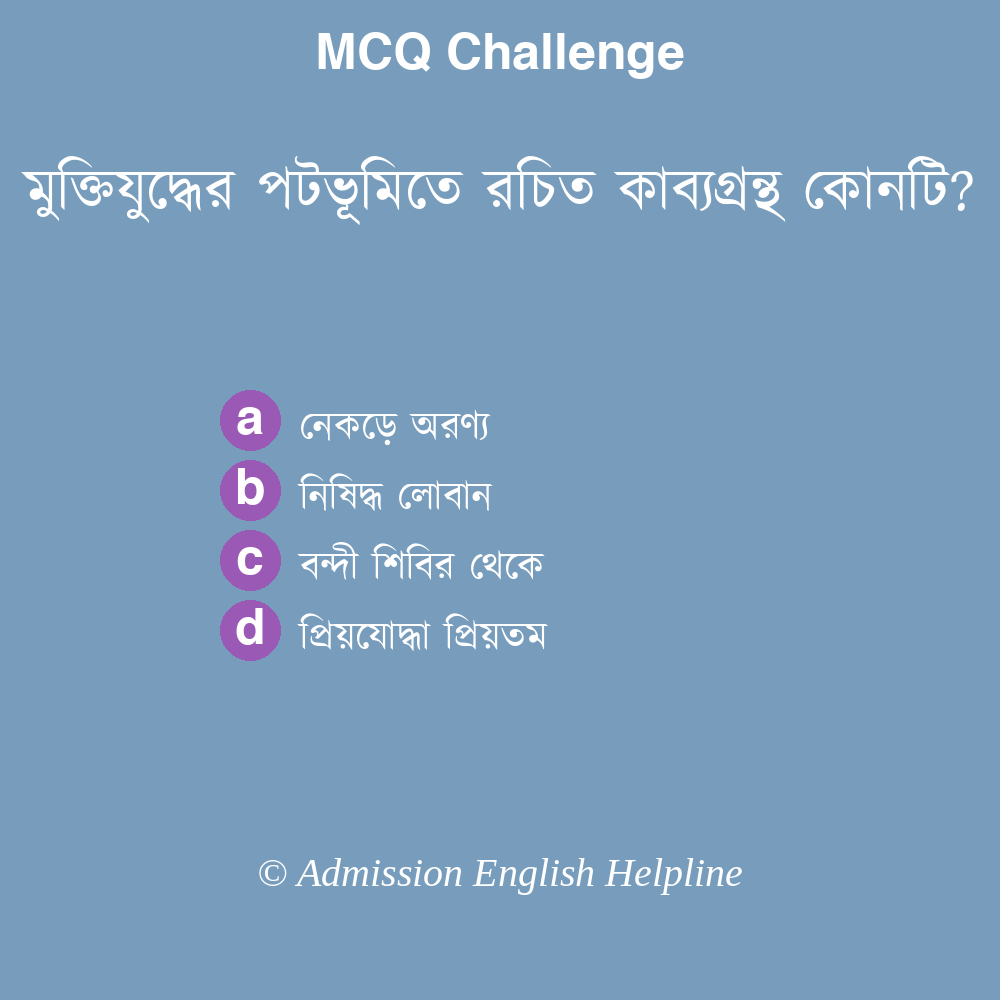 MCQ Challenge
মুক্তিযুদ্ধের পটভূমিতে রচিত কাব্যগ্রন্থ কোনটি?
a নেকড়ে অরণ্য
b নিষিদ্ধ লোবান
c বন্দী শিবির থেকে
d প্রিয়যোদ্ধা প্রিয়তম
© Admission English Helpline